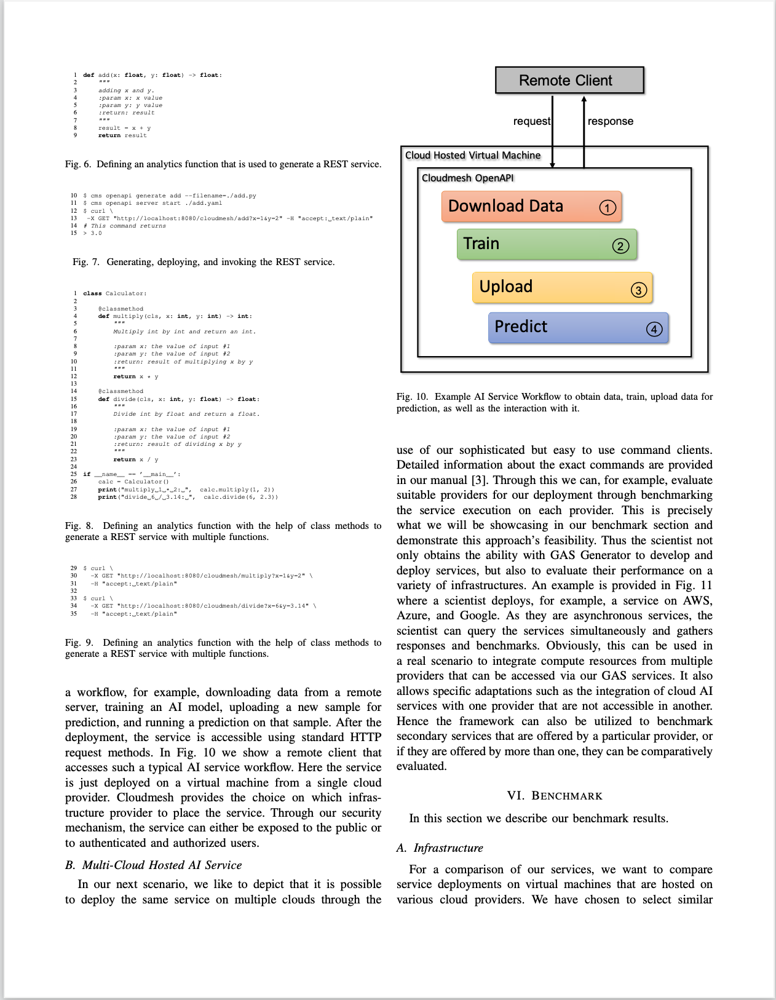 1 def add(x: float, y: float) -> float:
2 """
3 adding x and y.
4 :param x: x value
5 :param y: y value
6 :return: result
7 """
8 result = x + y
9 return result
Fig. 6. Defining an analytics function that is used to generate a REST service.
10 $ cms openapi generate add --filename=./add.py
11 $ cms openapi server start ./add.yaml
12 $ curl \
13 -X GET "http://localhost:8080/cloudmesh/add?x=1&y=2" -H "accept:␣text/plain"
14 # This command returns
15 > 3.0
Fig. 7. Generating, deploying, and invoking the REST service.
1 class Calculator:
2
3 @classmethod
4 def multiply(cls, x: int, y: int) -> int:
5 """
6 Multiply int by int and return an int.
7
8 :param x: the value of input #1
9 :param y: the value of input #2
10 :return: result of multiplying x by y
11 """
12 return x * y
13
14 @classmethod
15 def divide(cls, x: int, y: float) -> float:
16 """
17 Divide int by float and return a float.
18
19 :param x: the value of input #1
20 :param y: the value of input #2
21 :return: result of dividing x by y
22 """
23 return x / y
24
25 if __name__ == '__main__':
26 calc = Calculator()
27 print("multiply␣1␣*␣2:␣", calc.multiply(1, 2))
28 print("divide␣6␣/␣3.14:␣", calc.divide(6, 2.3))
Fig. 8. Defining an analytics function with the help of class methods to
generate a REST service with multiple functions.
29 $ curl \
30 -X GET "http://localhost:8080/cloudmesh/multiply?x=1&y=2" \
31 -H "accept:␣text/plain"
32
33 $ curl \
34 -X GET "http://localhost:8080/cloudmesh/divide?x=6&y=3.14" \
35 -H "accept:␣text/plain"
Fig. 9. Defining an analytics function with the help of class methods to
generate a REST service with multiple functions.
a workflow, for example, downloading data from a remote
server, training an AI model, uploading a new sample for
prediction, and running a prediction on that sample. After the
deployment, the service is accessible using standard HTTP
request methods. In Fig. 10 we show a remote client that
accesses such a typical AI service workflow. Here the service
is just deployed on a virtual machine from a single cloud
provider. Cloudmesh provides the choice on which infras-
tructure provider to place the service. Through our security
mechanism, the service can either be exposed to the public or
to authenticated and authorized users.
B. Multi-Cloud Hosted AI Service
In our next scenario, we like to depict that it is possible
to deploy the same service on multiple clouds through the
Remote Client
request
response
Cloud Hosted Virtual Machine
Cloudmesh OpenAPI
Download Data 1
Train 2
Upload 3
Predict 4
Fig. 10. Example AI Service Workflow to obtain data, train, upload data for
prediction, as well as the interaction with it.
use of our sophisticated but easy to use command clients.
Detailed information about the exact commands are provided
in our manual [3]. Through this we can, for example, evaluate
suitable providers for our deployment through benchmarking
the service execution on each provider. This is precisely
what we will be showcasing in our benchmark section and
demonstrate this approach's feasibility. Thus the scientist not
only obtains the ability with GAS Generator to develop and
deploy services, but also to evaluate their performance on a
variety of infrastructures. An example is provided in Fig. 11
where a scientist deploys, for example, a service on AWS,
Azure, and Google. As they are asynchronous services, the
scientist can query the services simultaneously and gathers
responses and benchmarks. Obviously, this can be used in
a real scenario to integrate compute resources from multiple
providers that can be accessed via our GAS services. It also
allows specific adaptations such as the integration of cloud AI
services with one provider that are not accessible in another.
Hence the framework can also be utilized to benchmark
secondary services that are offered by a particular provider, or
if they are offered by more than one, they can be comparatively
evaluated.
VI. BENCHMARK
In this section we describe our benchmark results.
A. Infrastructure
For a comparison of our services, we want to compare
service deployments on virtual machines that are hosted on
various cloud providers. We have chosen to select similar